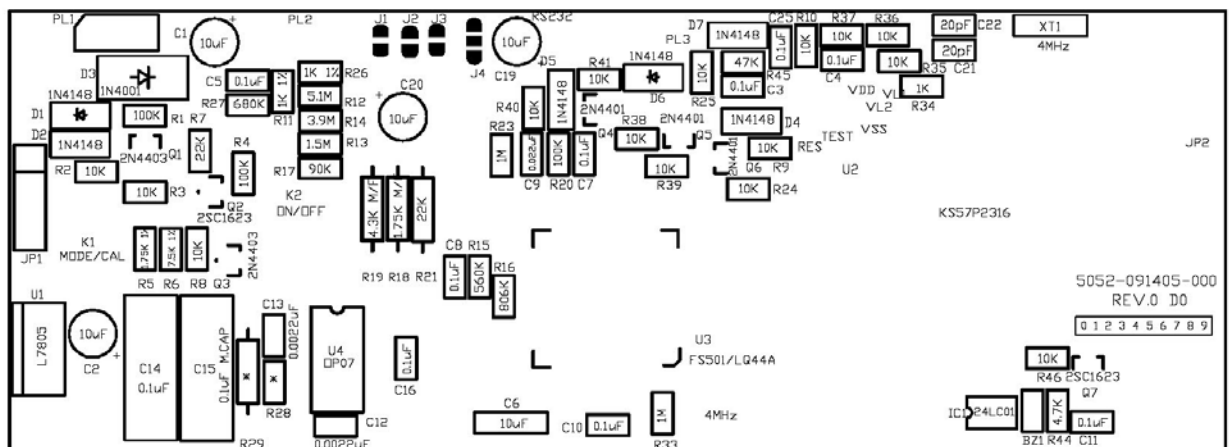 PL1
C1
10uF
PL2
J1
J2
J3
J4
RS232
C19
10uF
D5
D7
1N4148
C25
0.1uF
R10
10K
R37
10K
R36
20pF
C22
20pF
C21
XT1
4MHz
D3
1N4001
C5
0.1uF
R27
680K
1K 1%
R11
1K 1%
R26
5.1M
R12
3.9M
R14
1.5M
R13
90K
R17
C20
10uF
R41
10K
1N4148
D6
PL3
10K
R25
47K
R45
0.1uF
C3
0.1uF
C4
10K
R35
1K
R34
VDD
VL2
VSS
TEST
RES
D1
1N4148
D2
1N4148
100K
R1
R2
10K
2N4403
Q1
R7
22K
R4
100K
10K
R3
2SC1623
Q2
K2
ON/OFF
R40
10K
1N4148
2N4401
Q4
R38
10K
2N4401
Q5
1N4148
D4
R23
1M
0.022uF
C9
100K
R20
0.1uF
C7
10K
R39
2N4401
Q6
10K
R9
10K
R24
U2
JP2
KS57P2316
JP1
K1
MODE/CAL
1.75K 1%
R5
7.5K 1%
R6
10K
R8
Q3
2N4403
4.3K M/F
R19
1.75K M/F
R18
22K
R21
C8
0.1uF
R15
560K
R16
806K
5052-091405-000
REV.0 D0
0 1 2 3 4 5 6 7 8 9
U1
L7805
10uF
C2
C14
0.1uF
C15
0.1uF M.CAP
*
R29
C13
0.0022uF
*
R28
U4
OP07
C12
0.0022uF
0.1uF
C16
U3
FS501/LQ44A
C6
10uF
C10
0.1uF
1M
R33
4MHz
10K
R46
2SC1623
Q7
IC1
24LC01
BZ1
4.7K
R44
0.1uF
C11